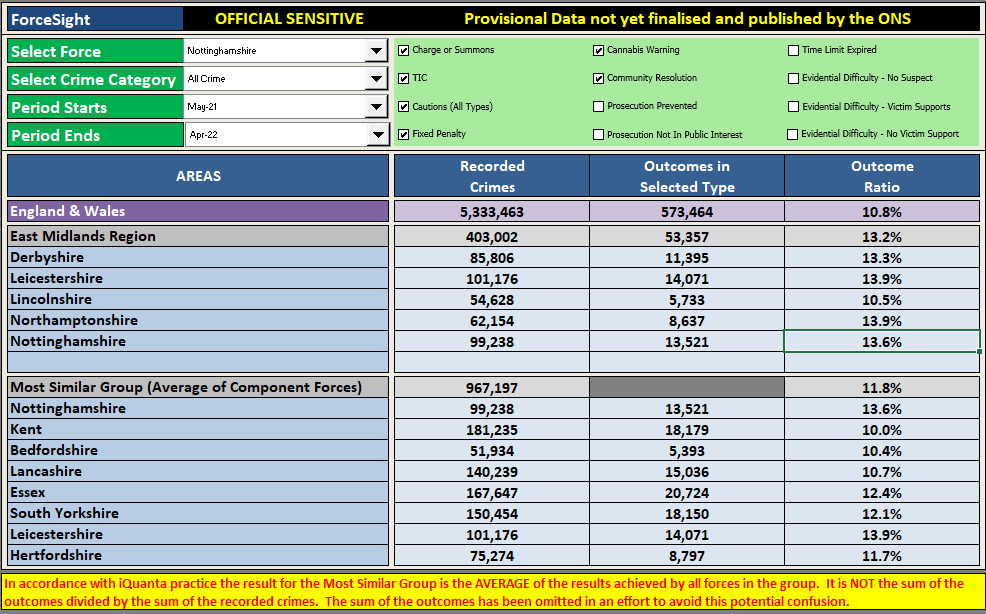 ForceSight OFFICIAL SENSITIVE Provisional Data not yet finalised and published by the ONS
Select Force Nottinghamshire
Select Crime Category All Crime
Period Starts May-21
Period Ends Apr-22
Charge or Summons Cannabis Warning Time Limit Expired
TIC Community Resolution Evidential Difficulty - No Suspect
Cautions (All Types) Prosecution Prevented Evidential Difficulty - Victim Supports
Fixed Penalty Prosecution Not In Public Interest Evidential Difficulty - No Victim Support
AREAS
Recorded
Crimes
Outcomes in
Selected Type
Outcome
Ratio
England & Wales 5,333,463 573,464 10.8%
East Midlands Region 403,002 53,357 13.2%
Derbyshire 85,806 11,395 13.3%
Leicestershire 101,176 14,071 13.9%
Lincolnshire 54,628 5,733 10.5%
Northamptonshire 62,154 8,637 13.9%
Nottinghamshire 99,238 13,521 13.6%
Most Similar Group (Average of Component Forces) 967,197 11.8%
Nottinghamshire 99,238 13,521 13.6%
Kent 181,235 18,179 10.0%
Bedfordshire 51,934 5,393 10.4%
Lancashire 140,239 15,036 10.7%
Essex 167,647 20,724 12.4%
South Yorkshire 150,454 18,150 12.1%
Leicestershire 101,176 14,071 13.9%
Hertfordshire 75,274 8,797 11.7%
In accordance with iQuanta practice the result for the Most Similar Group is the AVERAGE of the results achieved by all forces in the group. It is NOT the sum of the
outcomes divided by the sum of the recorded crimes. The sum of the outcomes has been omitted in an effort to avoid this potential confusion.